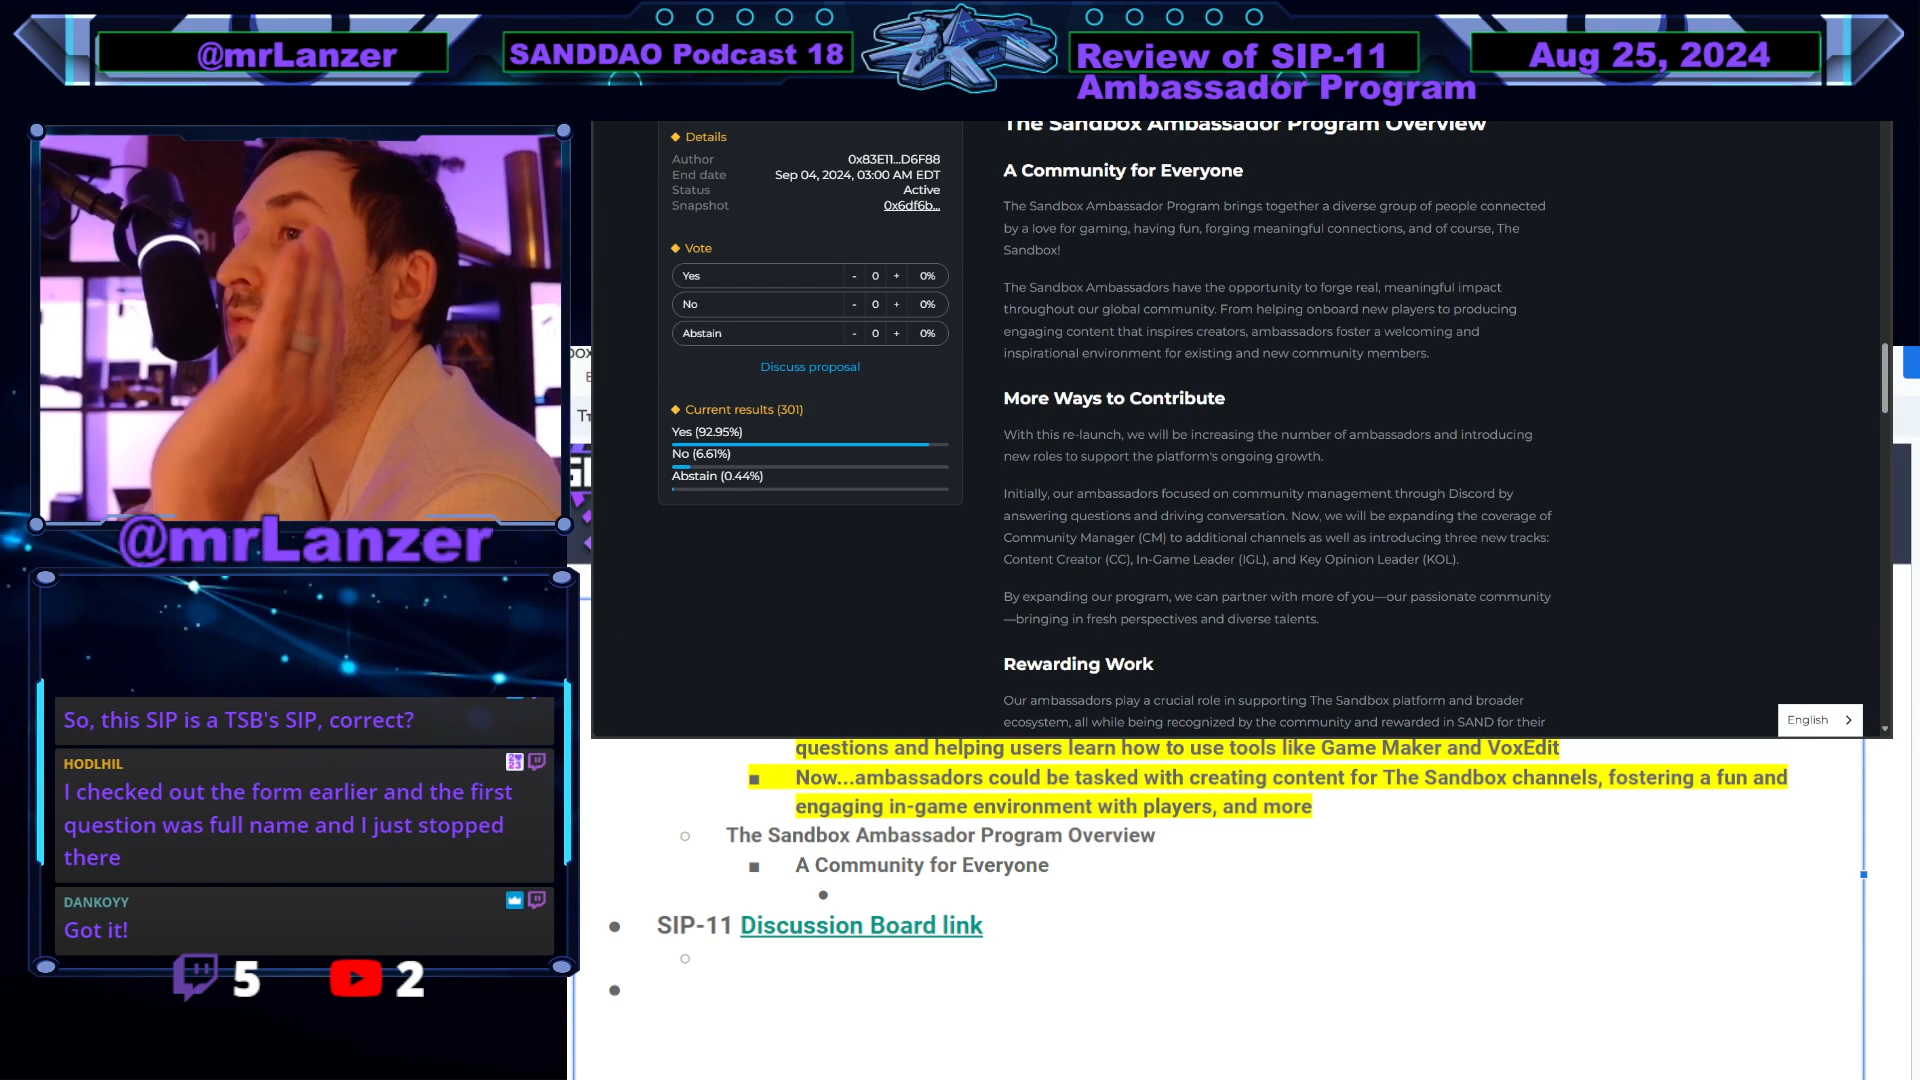 @mrLanzer
SANDDAO Podcast 18
Review of SIP-11
Ambassador Program
Aug 25, 2024
@mrLanzer
So, this SIP is a TSB's SIP, correct?
HODLHIL
I checked out the form earlier and the first
question was full name and I just stopped
there
DANKOYY
Got it!
5
2
Details
Author 0x83E11...D6F88
End date Sep 04, 2024, 03:00 AM EDT
Status Active
Snapshot 0x6df6b...
Vote
Yes - 0 + 0%
No - 0 + 0%
Abstain - 0 + 0%
Discuss proposal
Current results (301)
Yes (92.95%)
No (6.61%)
Abstain (0.44%)
The Sandbox Ambassador Program Overview
A Community for Everyone
The Sandbox Ambassador Program brings together a diverse group of people connected
by a love for gaming, having fun, forging meaningful connections, and of course, The
Sandbox!
The Sandbox Ambassadors have the opportunity to forge real, meaningful impact
throughout our global community. From helping onboard new players to producing
engaging content that inspires creators, ambassadors foster a welcoming and
inspirational environment for existing and new community members.
More Ways to Contribute
With this re-launch, we will be increasing the number of ambassadors and introducing
new roles to support the platform's ongoing growth.
Initially, our ambassadors focused on community management through Discord by
answering questions and driving conversation. Now, we will be expanding the coverage of
Community Manager (CM) to additional channels as well as introducing three new tracks:
Content Creator (CC), In-Game Leader (IGL), and Key Opinion Leader (KOL).
By expanding our program, we can partner with more of you—our passionate community
—bringing in fresh perspectives and diverse talents.
Rewarding Work
Our ambassadors play a crucial role in supporting The Sandbox platform and broader
ecosystem, all while being recognized by the community and rewarded in SAND for their
English
questions and helping users learn how to use tools like Game Maker and VoxEdit
Now...ambassadors could be tasked with creating content for The Sandbox channels, fostering a fun and
engaging in-game environment with players, and more
The Sandbox Ambassador Program Overview
A Community for Everyone
SIP-11 Discussion Board link